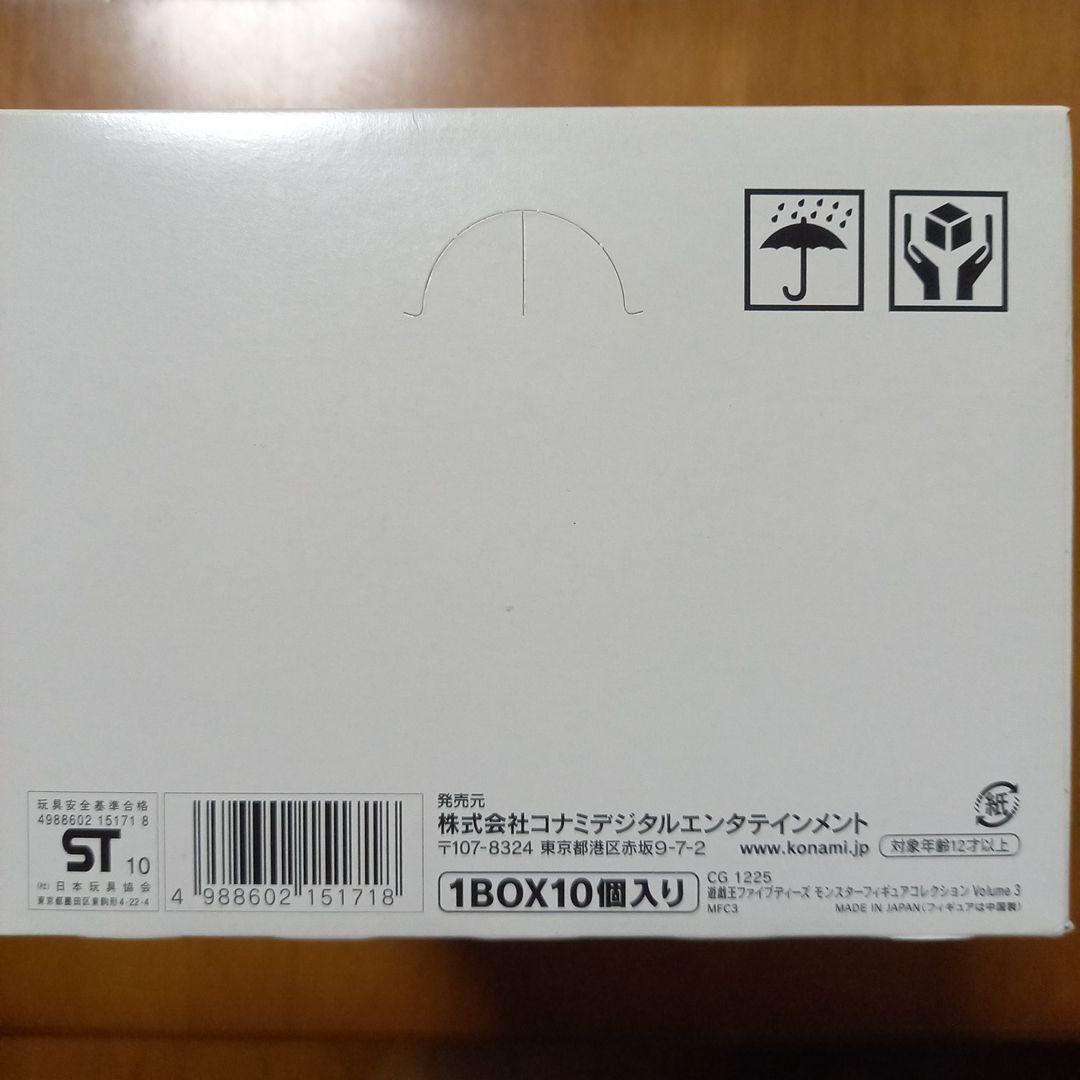 玩具安全基準合格
4988602 15171 8
ST 10
(社)日本玩具協会
東京都墨田区東駒形4-22-4
4 988602 151718
発売元
株式会社コナミデジタルエンタテインメント
〒107-8324 東京都港区赤坂9-7-2 www.konami.jp
対象年齢12才以上
紙
1BOX10個入り
CG 1225
遊戯王ファイブディーズ モンスターフィギュアコレクション Volume 3
MFC3 MADE IN JAPAN(フィギュアは中国製)